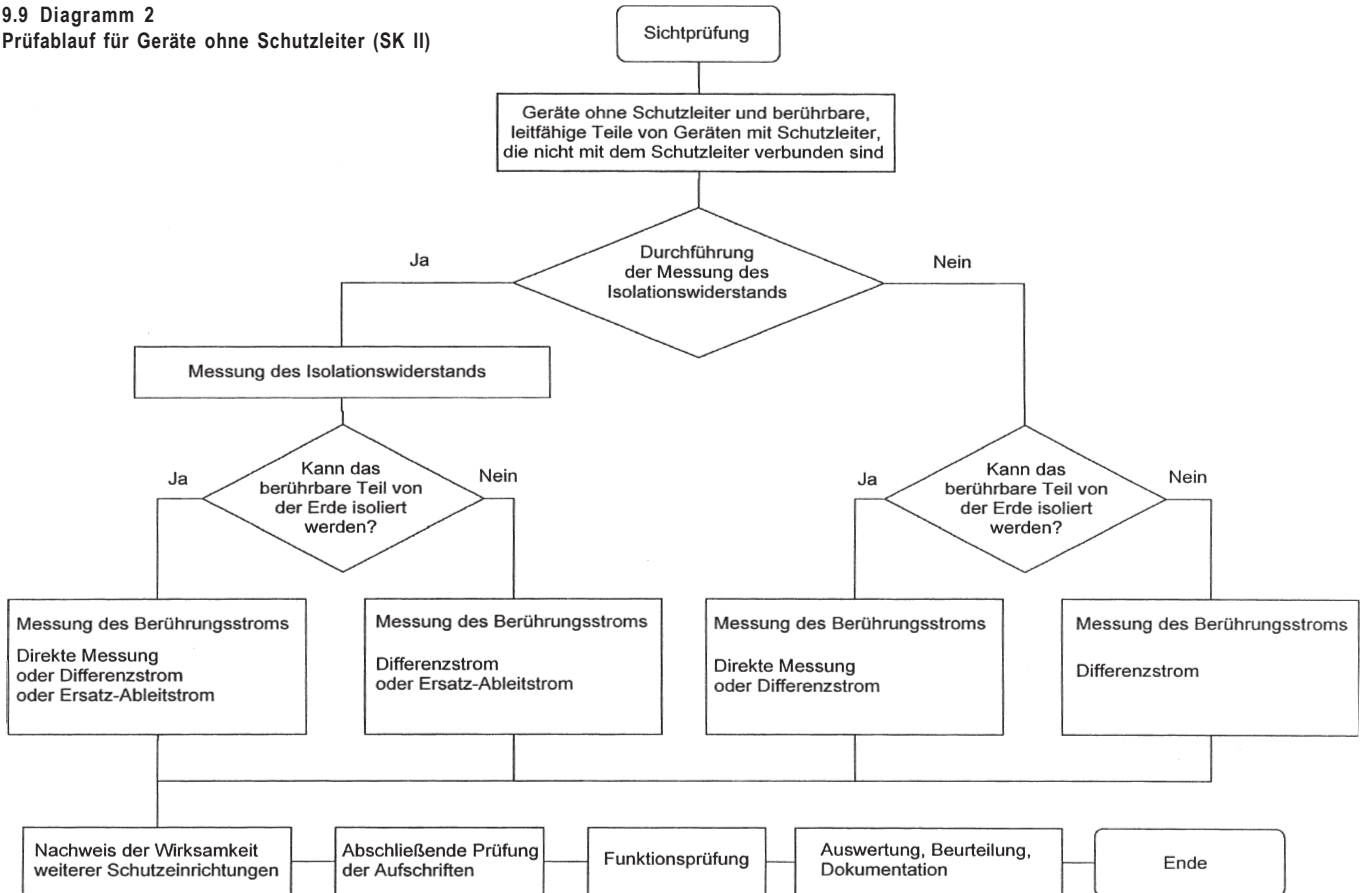 9.9 Diagramm 2
Prüfablauf für Geräte ohne Schutzleiter (SK II)
Sichtprüfung
Geräte ohne Schutzleiter und berührbare,
leitfähige Teile von Geräten mit Schutzleiter,
die nicht mit dem Schutzleiter verbunden sind
Durchführung
der Messung des
Isolationswiderstands
Ja
Nein
Messung des Isolationswiderstands
Kann das
berührbare Teil von
der Erde isoliert
werden?
Ja
Nein
Kann das
berührbare Teil von
der Erde isoliert
werden?
Ja
Nein
Messung des Berührungsstroms
Direkte Messung
oder Differenzstrom
oder Ersatz-Ableitstrom
Messung des Berührungsstroms
Differenzstrom
oder Ersatz-Ableitstrom
Messung des Berührungsstroms
Direkte Messung
oder Differenzstrom
Messung des Berührungsstroms
Differenzstrom
Nachweis der Wirksamkeit
weiterer Schutzeinrichtungen
Abschließende Prüfung
der Aufschriften
Funktionsprüfung
Auswertung, Beurteilung,
Dokumentation
Ende